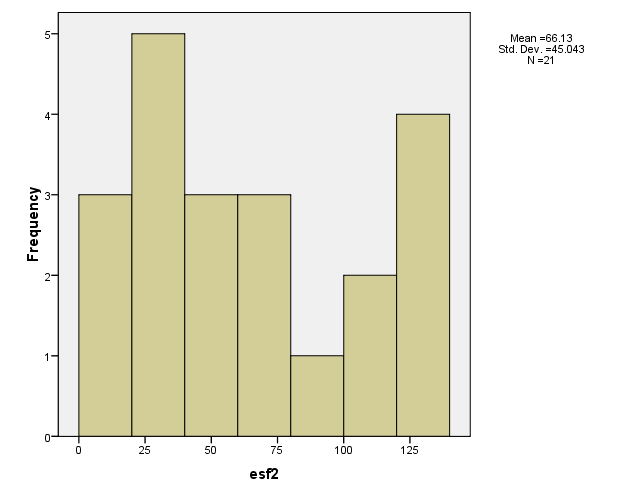 Mean =66.13
Std. Dev. =45.043
N =21
5
4
3
2
1
0
Frequency
0 25 50 75 100 125
esf2